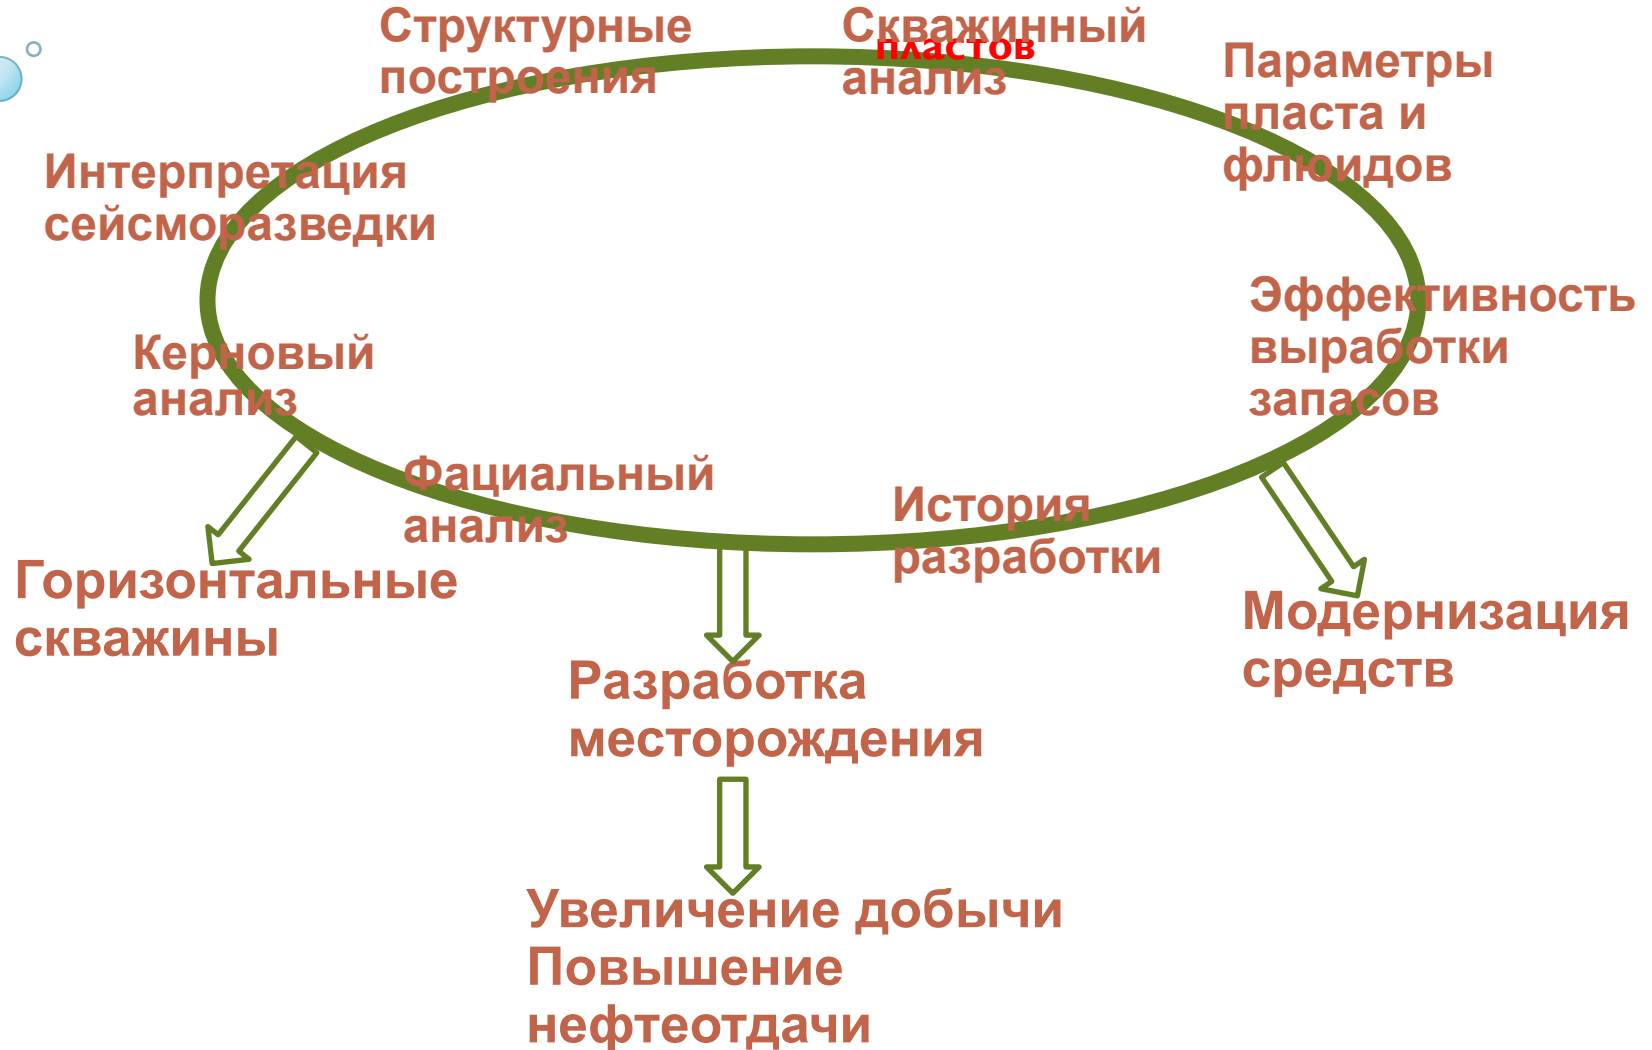 Структурные
построения
Скважинный
пластов
анализ
Параметры
пласта и
флюидов
Интерпретация
сейсморазведки
Эффективность
выработки
запасов
Керновый
анализ
Фациальный
анализ
История
разработки
Горизонтальные
скважины
Модернизация
средств
Разработка
месторождения
Увеличение добычи
Повышение
нефтеотдачи